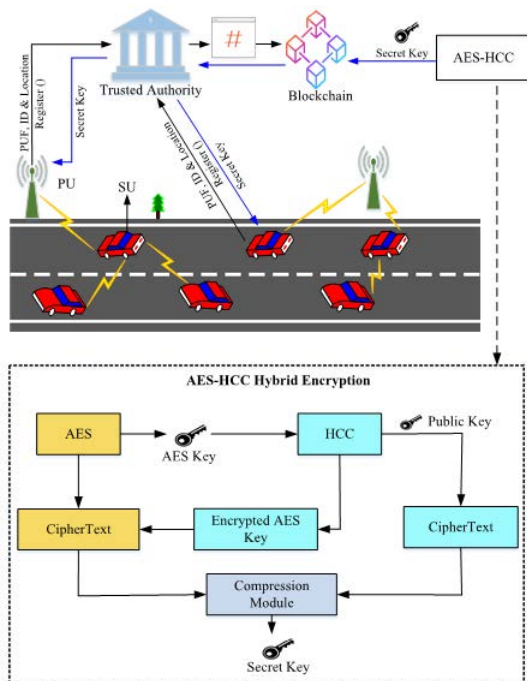 #
Secret Key
AES-HCC
Trusted Authority
Blockchain
PUF, ID & Location
Register ()
Secret Key
Secret Key
Register ()
PUF, ID & Location
PU
SU
AES-HCC Hybrid Encryption
AES
AES Key
HCC
Public Key
CipherText
Encrypted AES
Key
CipherText
Compression
Module
Secret Key